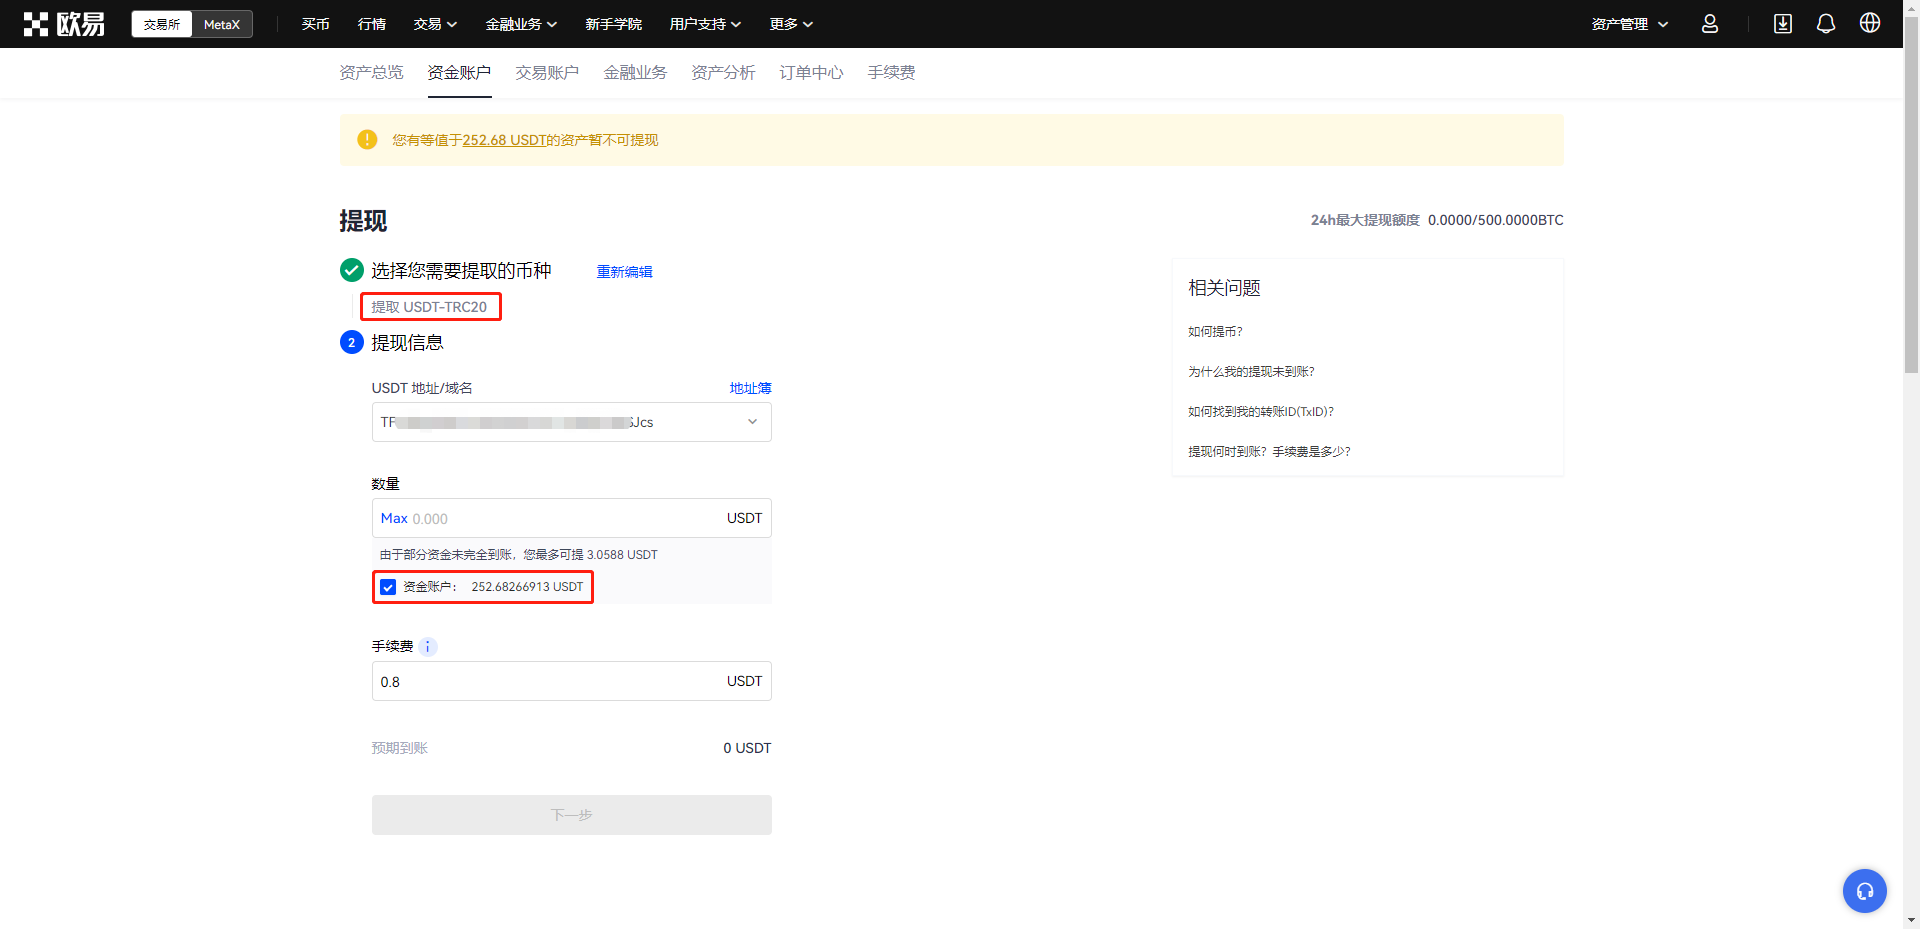 欧易 交易所 MetaX 买币 行情 交易 金融业务 新手学院 用户支持 更多 资产管理
资产总览 资金账户 交易账户 金融业务 资产分析 订单中心 手续费
您有等值于252.68 USDT的资产暂不可提现
提现
24h最大提现额度 0.0000/500.0000BTC
选择您需要提取的币种 重新编辑
提取 USDT-TRC20
2 提现信息
USDT 地址/域名 地址簿
数量
Max 0.000 USDT
由于部分资金未完全到账，您最多可提 3.0588 USDT
资金账户： 252.68266913 USDT
手续费
0.8 USDT
预期到账 0 USDT
下一步
相关问题
如何提币？
为什么我的提现未到账？
如何找到我的转账ID(TxID)？
提现何时到账？手续费是多少？